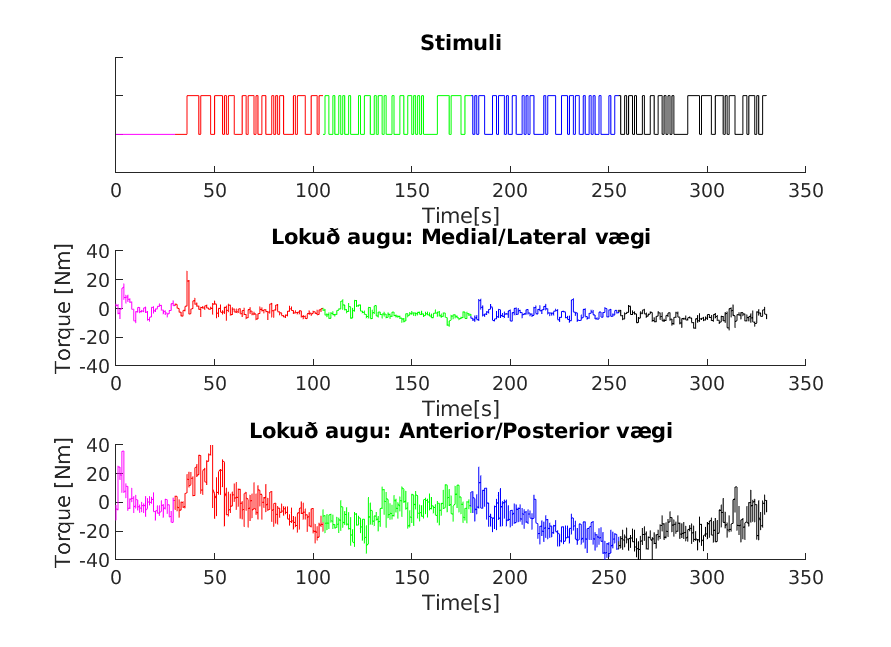 Stimuli
0 50 100 150 200 250 300 350
Time[s]
Lokuð augu: Medial/Lateral vægi
Torque [Nm]
40
20
0
-20
-40
0 50 100 150 200 250 300 350
Time[s]
Lokuð augu: Anterior/Posterior vægi
Torque [Nm]
40
20
0
-20
-40
0 50 100 150 200 250 300 350
Time[s]